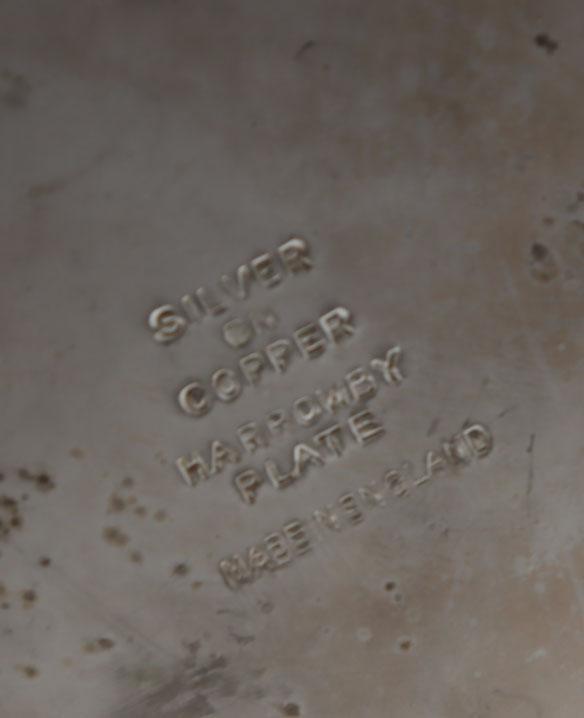 SILVER
ON
COPPER
HARROWBY
PLATE
MADE IN ENGLAND